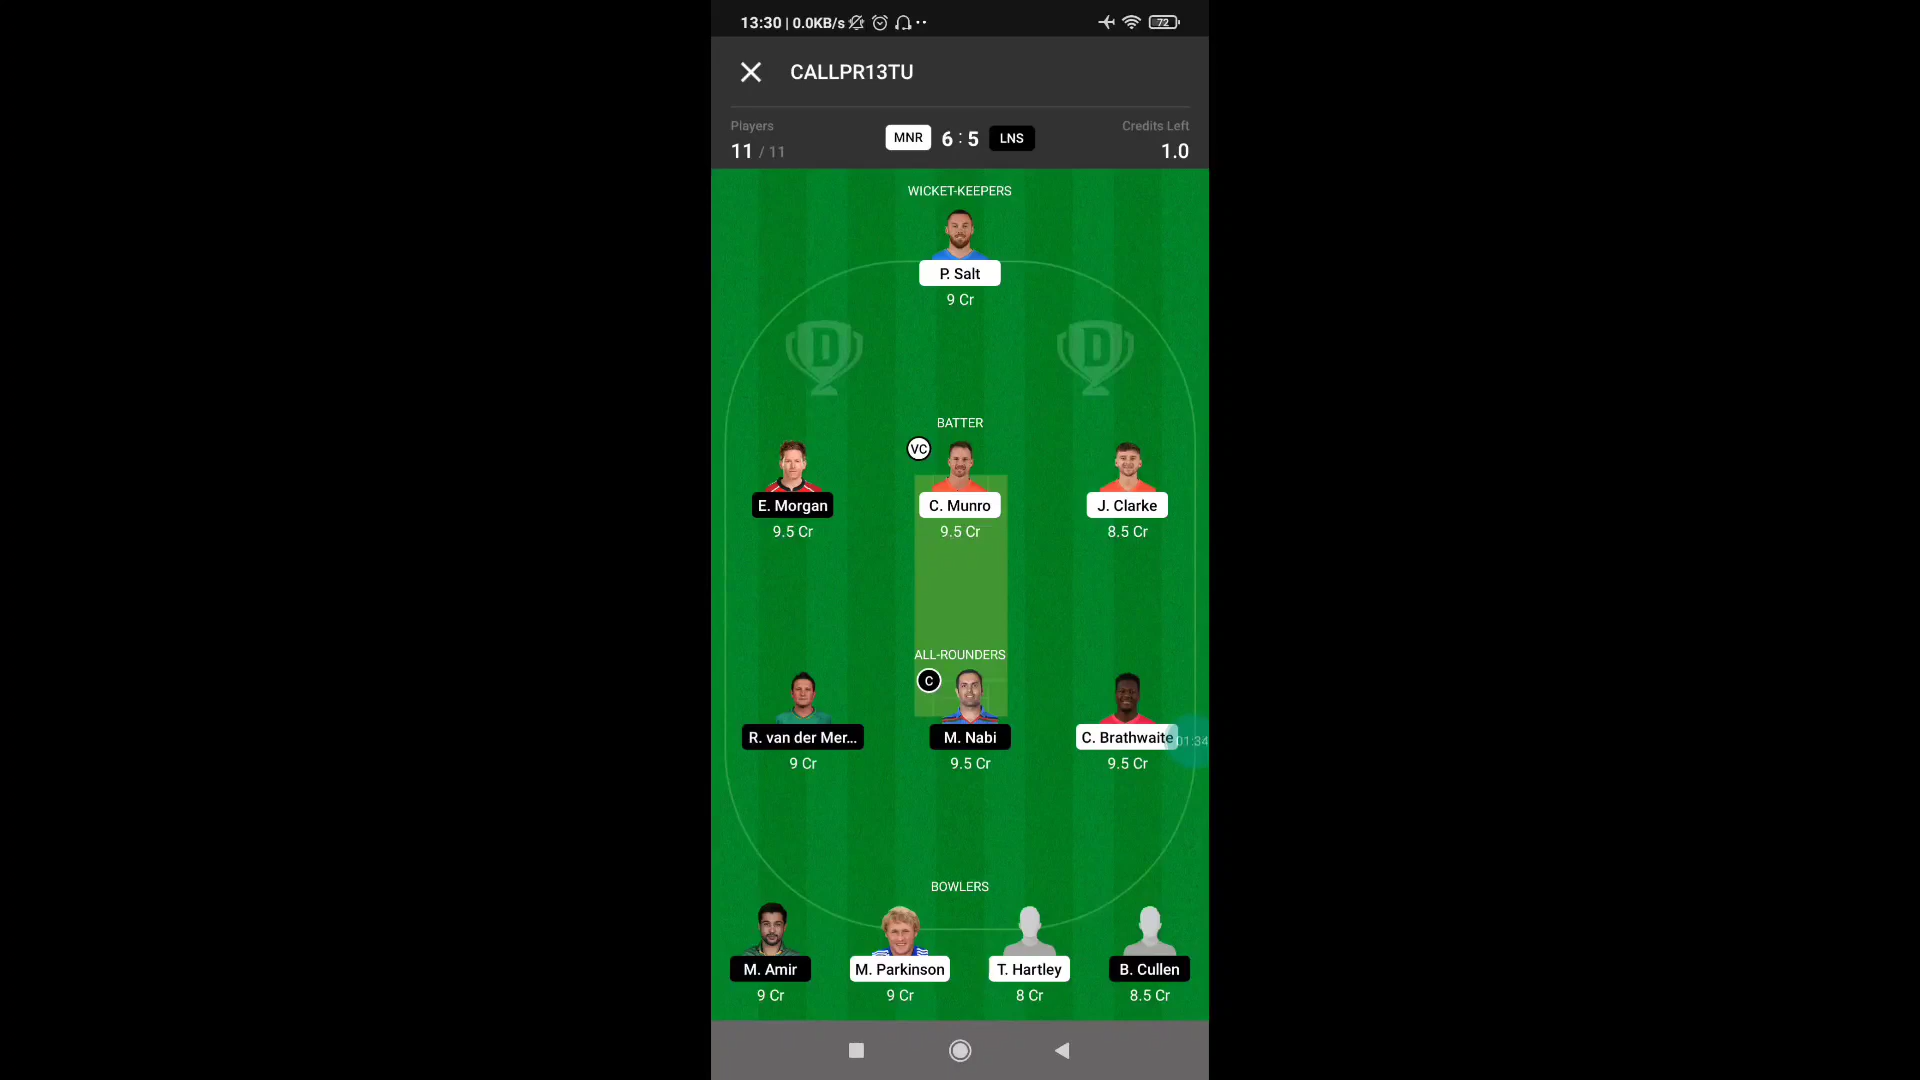 13:30 | 0.0KB/s
72
CALLPR13TU
Players
11 / 11
MNR 6 : 5 LNS
Credits Left
1.0
WICKET-KEEPERS
P. Salt
9 Cr
D D
BATTER
VC
E. Morgan C. Munro J. Clarke
9.5 Cr 9.5 Cr 8.5 Cr
ALL-ROUNDERS
C
R. van der Mer... M. Nabi C. Brathwaite
01:34
9 Cr 9.5 Cr 9.5 Cr
BOWLERS
M. Amir M. Parkinson T. Hartley B. Cullen
9 Cr 9 Cr 8 Cr 8.5 Cr